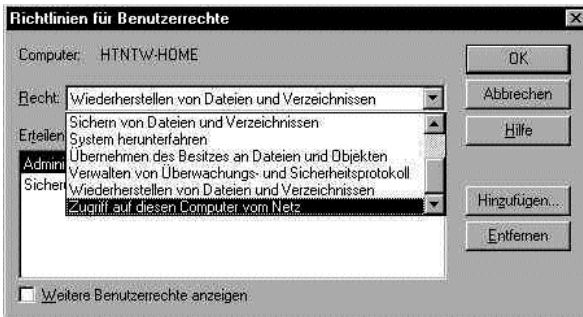 Richtlinien für Benutzerrechte
Computer: HTNTW-HOME
OK
Recht: Wiederherstellen von Dateien und Verzeichnissen
Abbrechen
Sichern von Dateien und Verzeichnissen
Hilfe
Erteilen
System herunterfahren
Übernehmen des Besitzes an Dateien und Objekten
Admini
Verwalten von Überwachungs- und Sicherheitsprotokoll
Sicher
Wiederherstellen von Dateien und Verzeichnissen
Hinzufügen...
Zugriff auf diesen Computer vom Netz
Entfernen
Weitere Benutzerrechte anzeigen